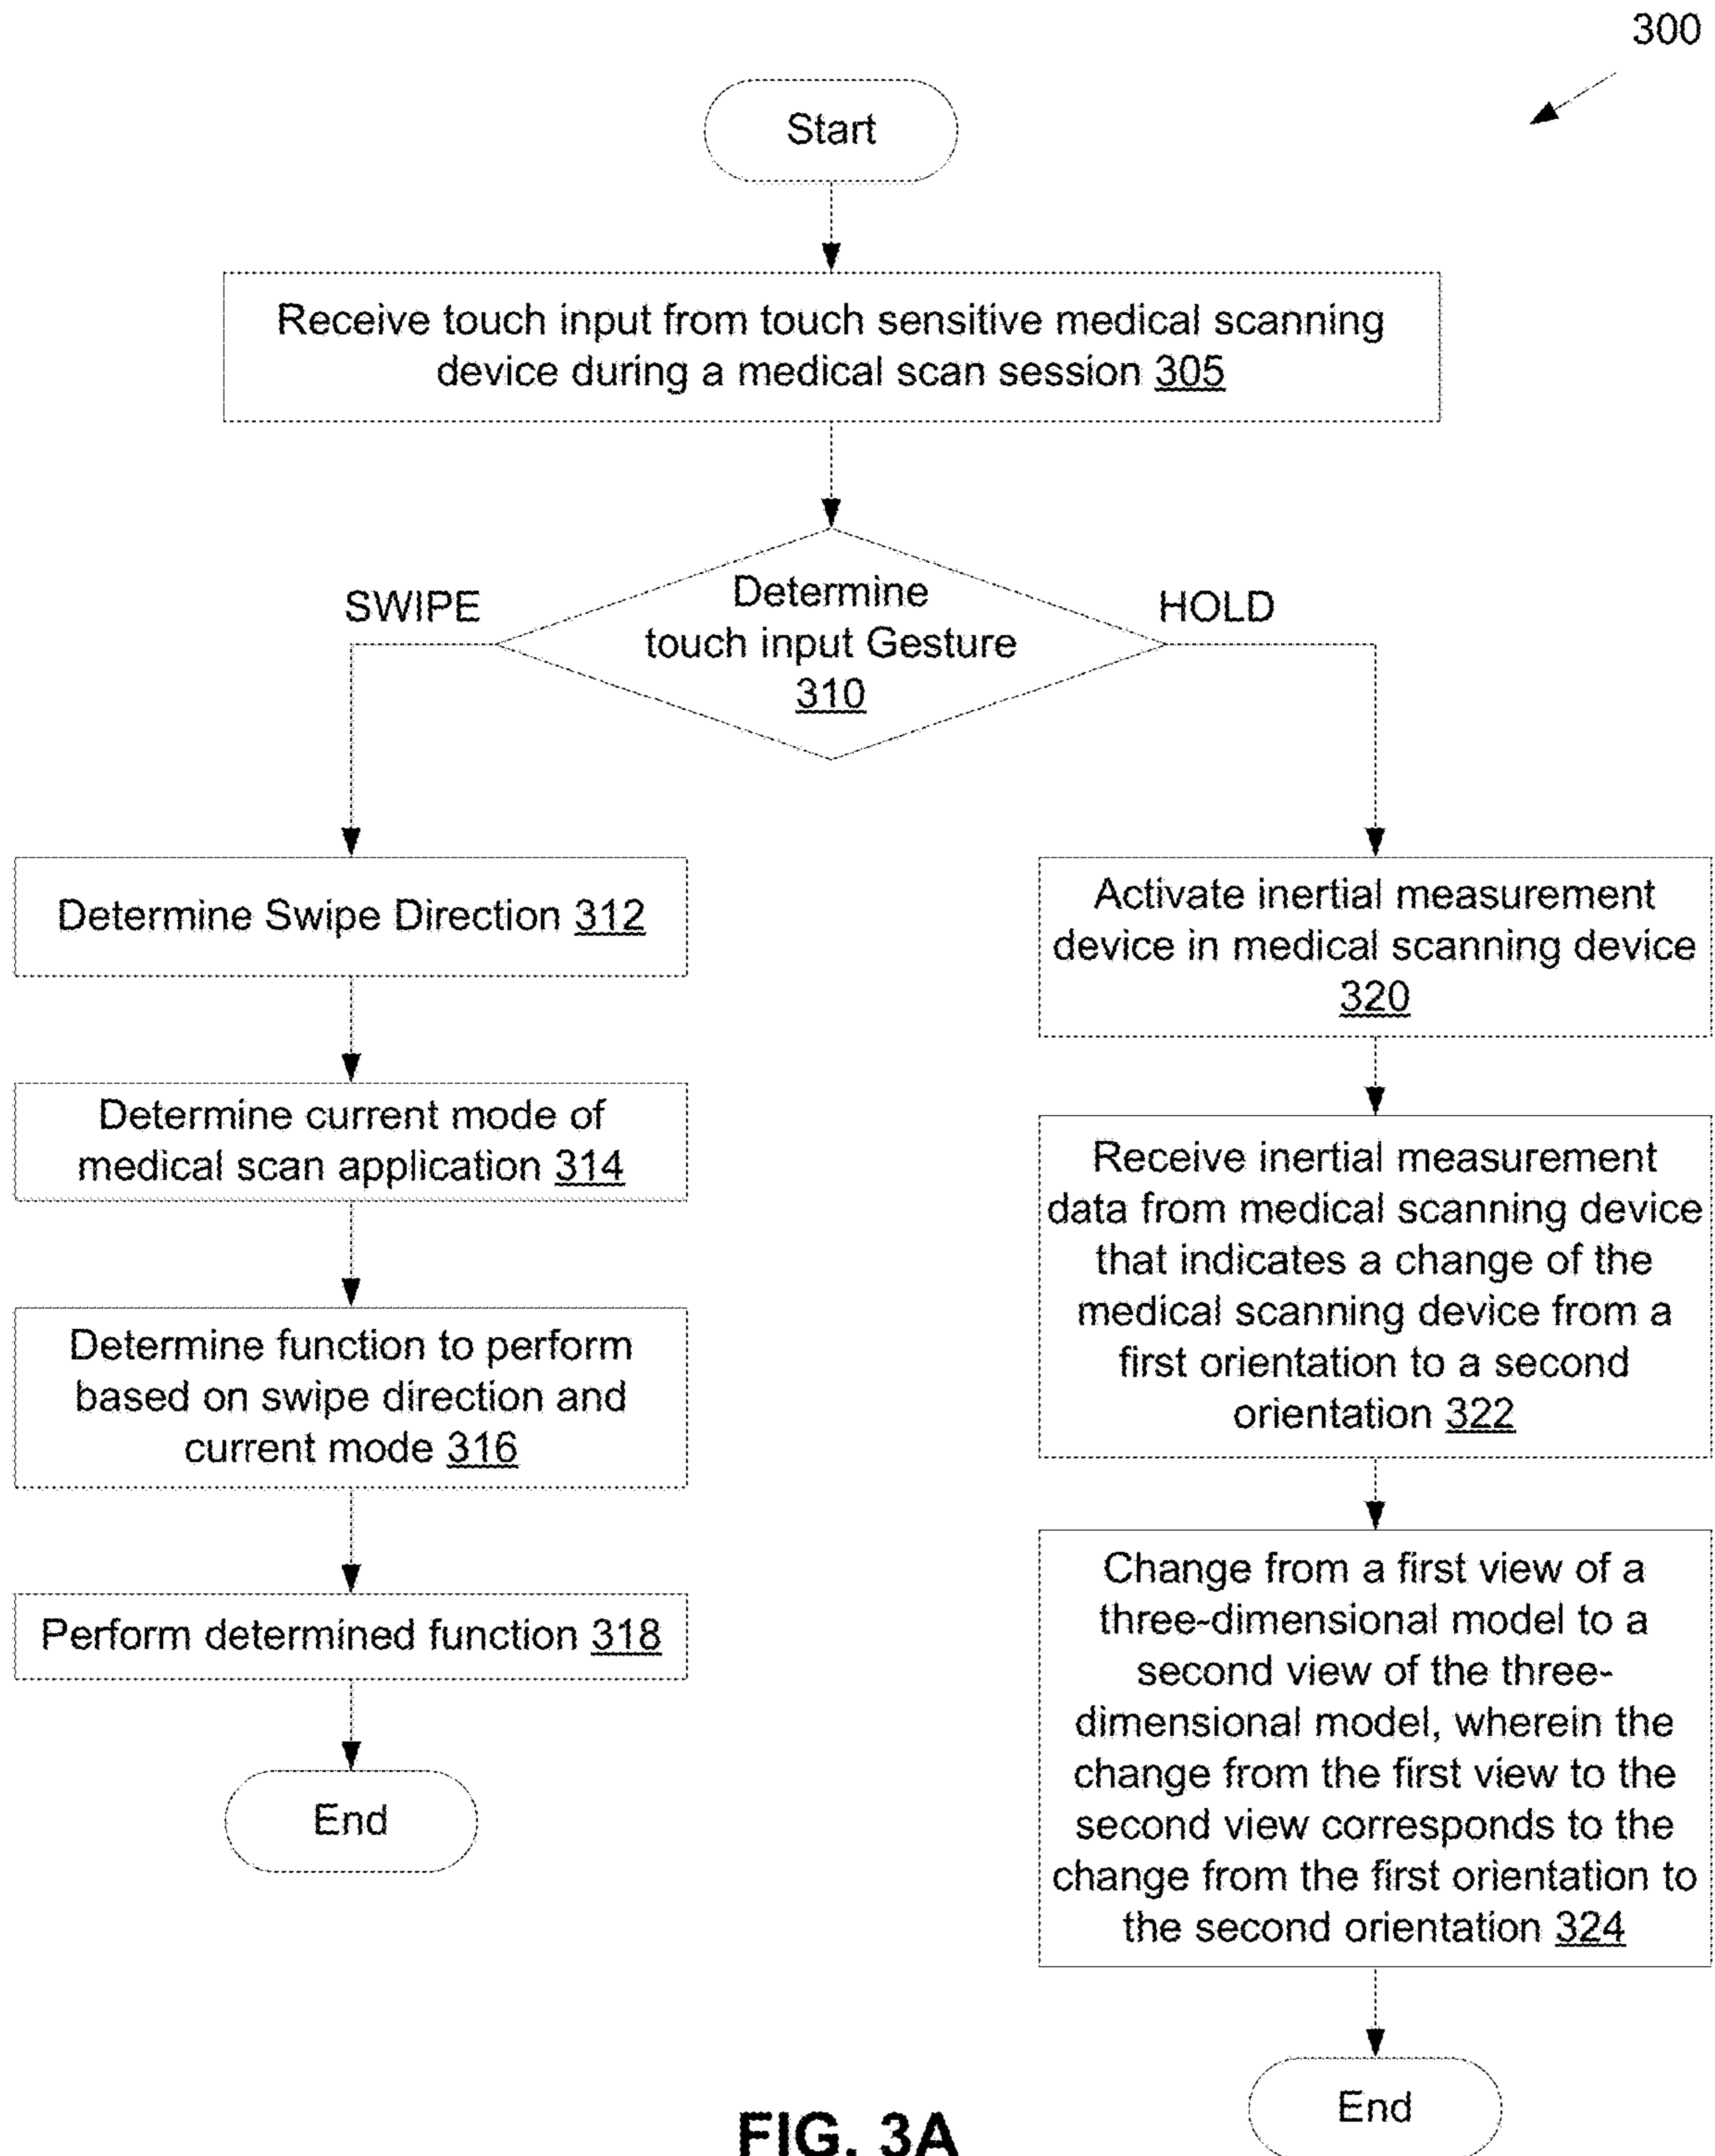 300
Start
Receive touch input from touch sensitive medical scanning
device during a medical scan session 305
SWIPE
Determine
touch input Gesture
310
HOLD
Determine Swipe Direction 312
Determine current mode of
medical scan application 314
Determine function to perform
based on swipe direction and
current mode 316
Perform determined function 318
End
Activate inertial measurement
device in medical scanning device
320
Receive inertial measurement
data from medical scanning device
that indicates a change of the
medical scanning device from a
first orientation to a second
orientation 322
Change from a first view of a
three-dimensional model to a
second view of the three-
dimensional model, wherein the
change from the first view to the
second view corresponds to the
change from the first orientation to
the second orientation 324
End
FIG. 3A